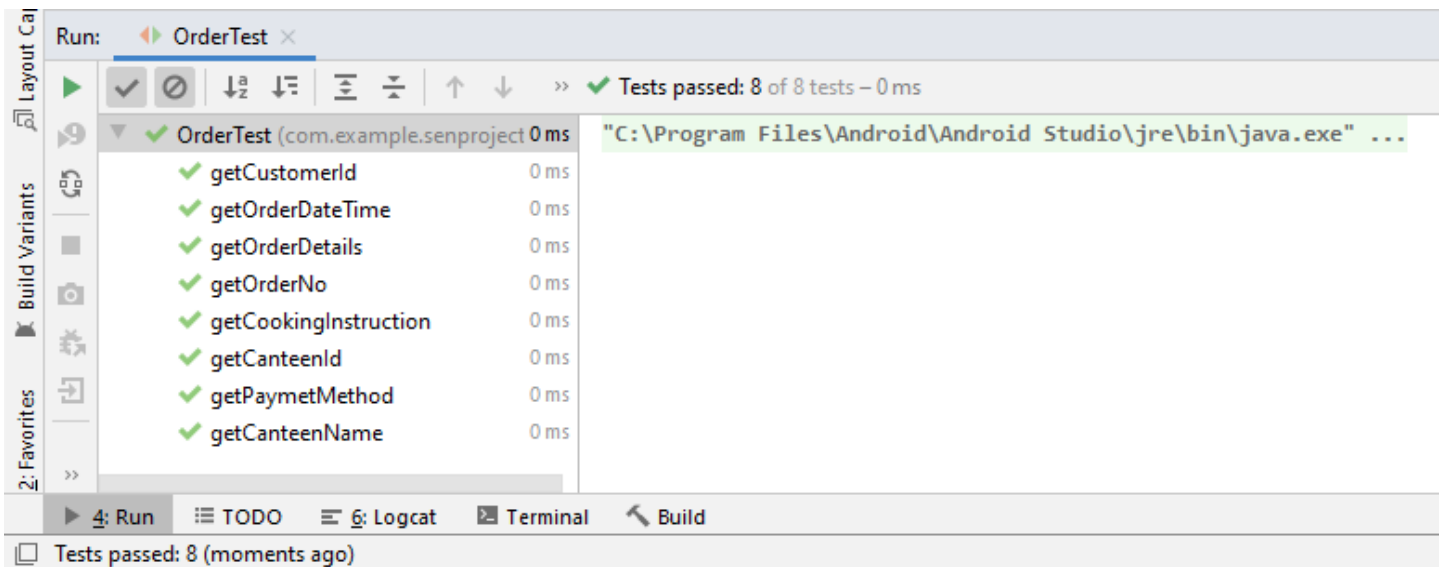 Run: OrderTest
Tests passed: 8 of 8 tests – 0 ms
OrderTest (com.example.senproject 0 ms
getCustomerId 0 ms
getOrderDateTime 0 ms
getOrderDetails 0 ms
getOrderNo 0 ms
getCookingInstruction 0 ms
getCanteenId 0 ms
getPaymetMethod 0 ms
getCanteenName 0 ms
"C:\Program Files\Android\Android Studio\jre\bin\java.exe" ...
Layout Cap
Build Variants
2: Favorites
4: Run TODO 6: Logcat Terminal Build
Tests passed: 8 (moments ago)